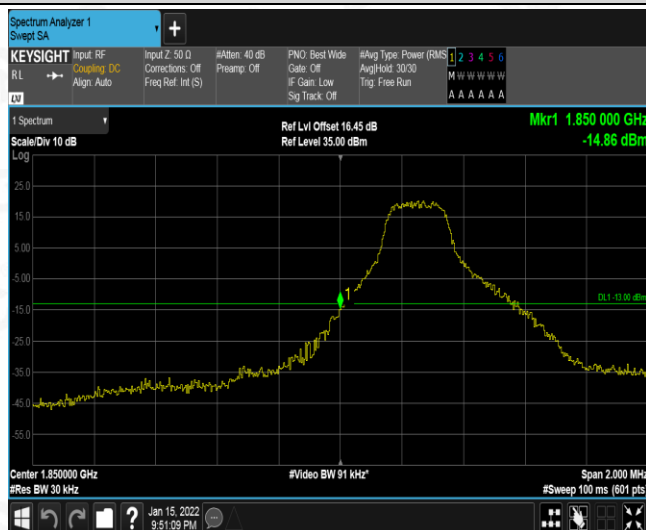 Spectrum Analyzer 1
Swept SA
KEYSIGHT
RL
LXI
Input: RF
Coupling: DC
Align: Auto
Input Z: 50 Ω
Corrections: Off
Freq Ref: Int (S)
#Atten: 40 dB
Preamp: Off
PNO: Best Wide
Gate: Off
IF Gain: Low
Sig Track: Off
#Avg Type: Power (RMS
Avg|Hold: 30/30
Trig: Free Run
1 2 3 4 5 6
M W W W W W
A A A A A A
1 Spectrum
Scale/Div 10 dB
Log
Ref Lvl Offset 16.45 dB
Ref Level 35.00 dBm
Mkr1 1.850 000 GHz
-14.86 dBm
25.0
15.0
5.00
-5.00
-15.0
-25.0
-35.0
-45.0
-55.0
1
DL1 -13.00 dBm
Center 1.850000 GHz
#Res BW 30 kHz
#Video BW 91 kHz*
Span 2.000 MHz
#Sweep 100 ms (601 pts)
?
Jan 15, 2022
9:51:09 PM